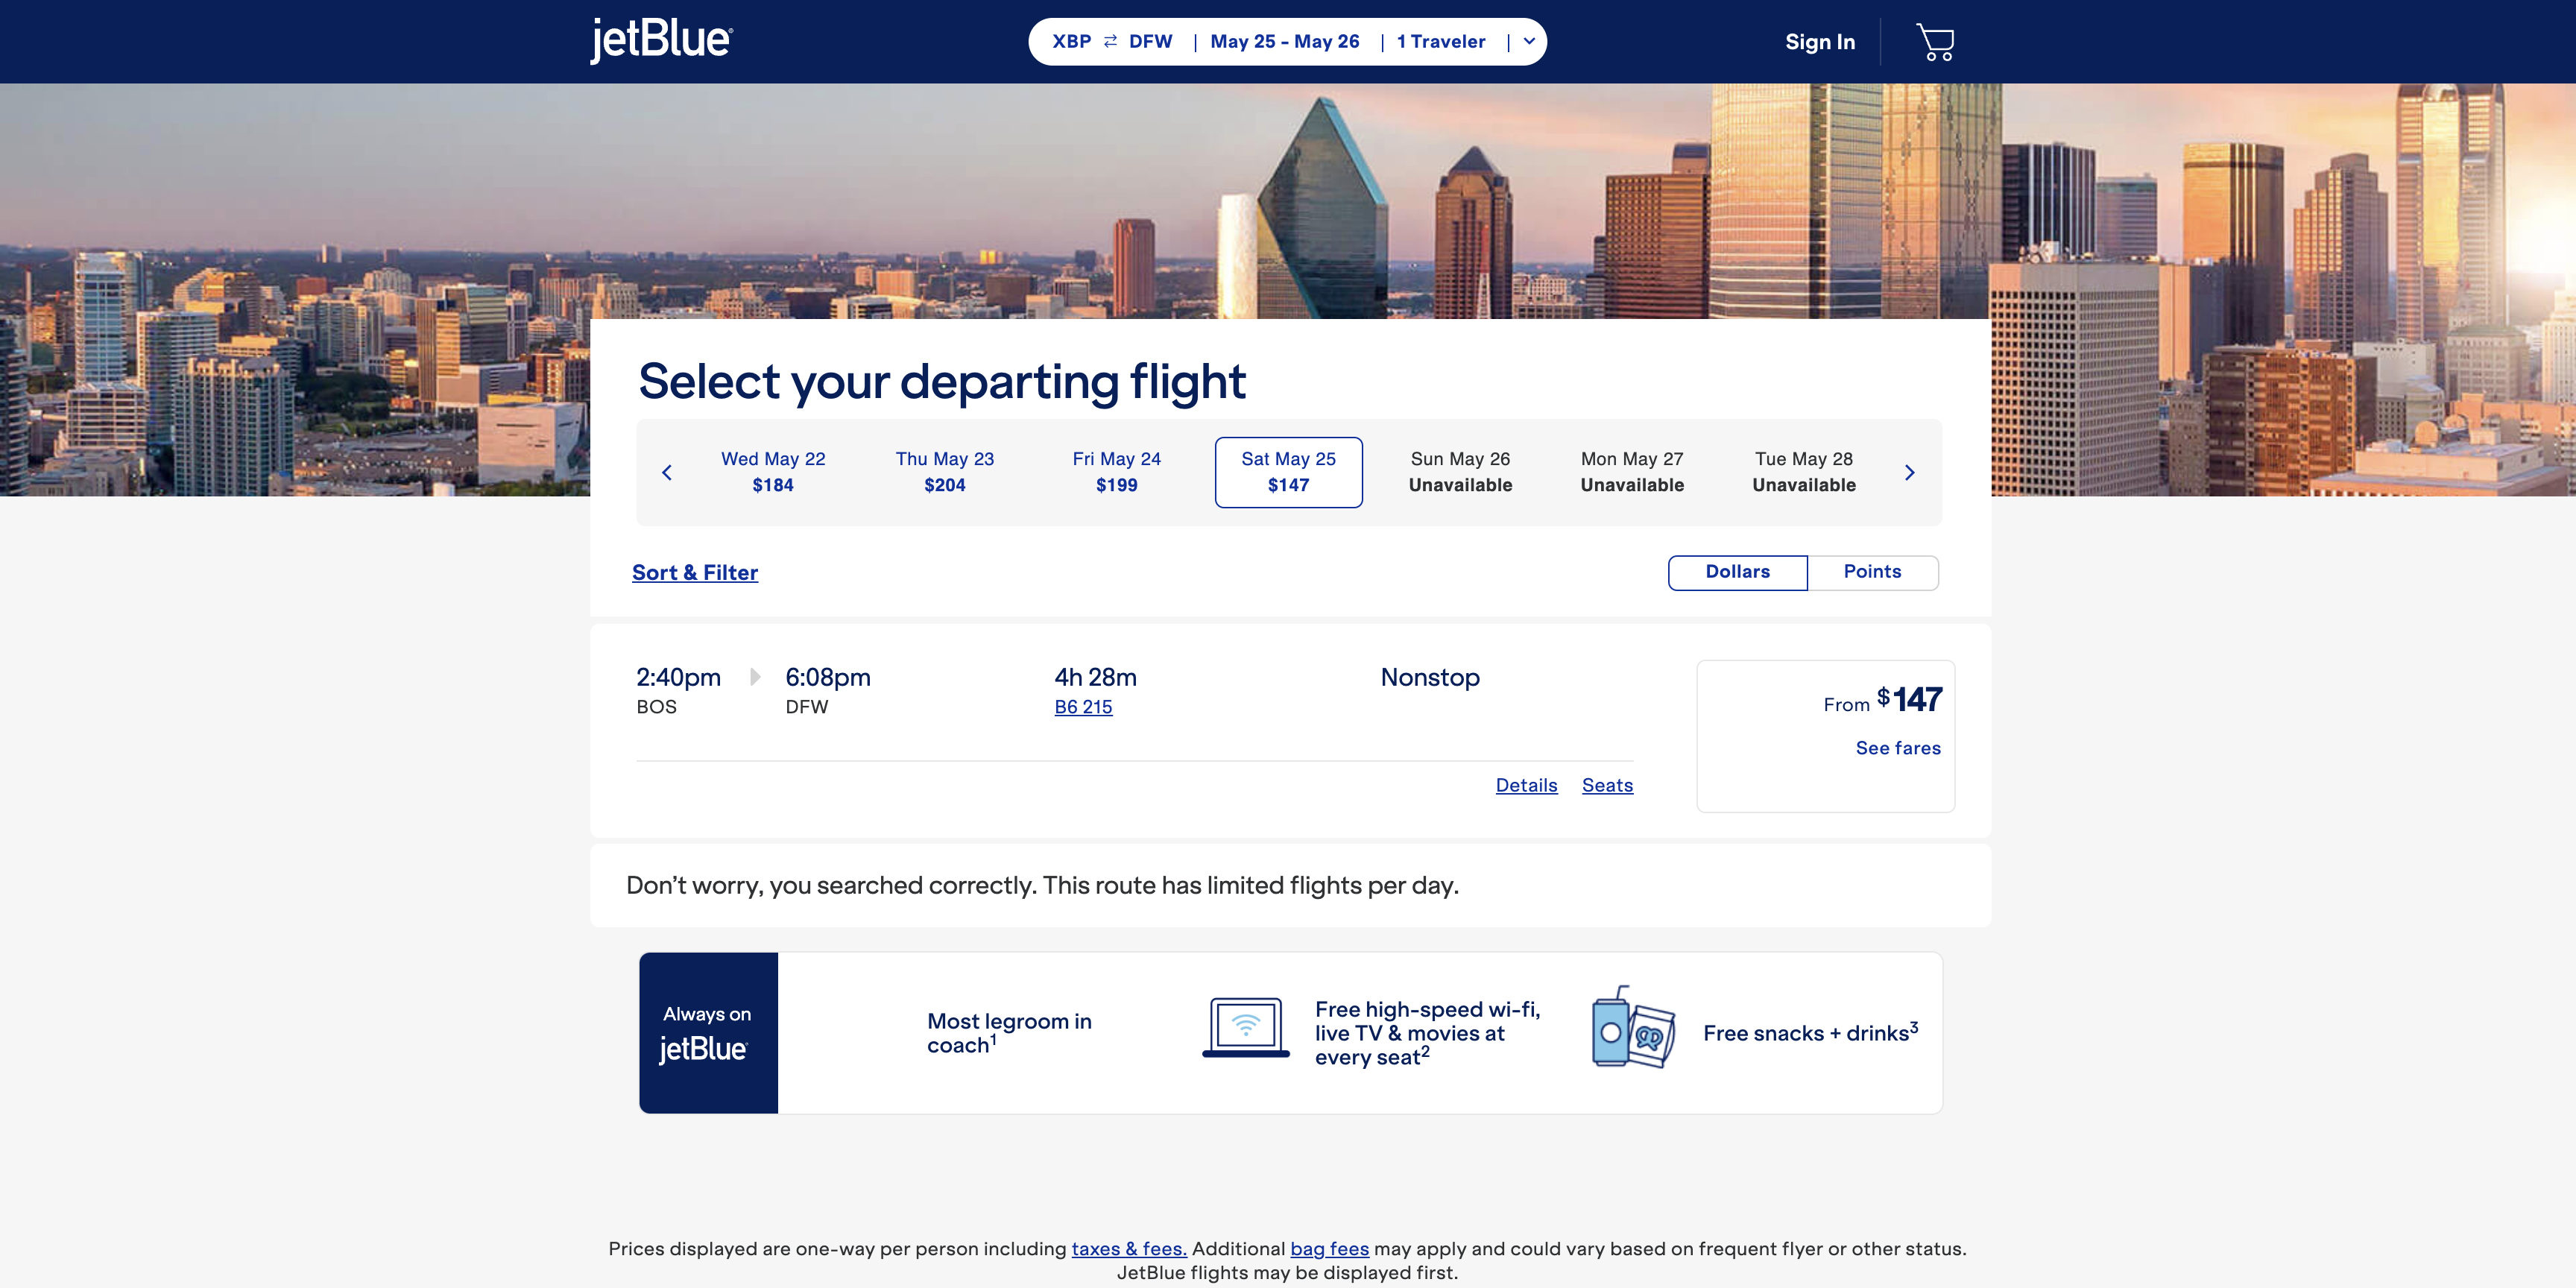 jetBlue
XBP ⇄ DFW | May 25 - May 26 | 1 Traveler |
Sign In
Select your departing flight
Wed May 22
$184
Thu May 23
$204
Fri May 24
$199
Sat May 25
$147
Sun May 26
Unavailable
Mon May 27
Unavailable
Tue May 28
Unavailable
Sort & Filter
Dollars
Points
2:40pm
BOS
6:08pm
DFW
4h 28m
B6 215
Nonstop
From $147
See fares
Details
Seats
Don’t worry, you searched correctly. This route has limited flights per day.
Always on
jetBlue
Most legroom in
coach1
Free high-speed wi-fi,
live TV & movies at
every seat2
Free snacks + drinks3
Prices displayed are one-way per person including taxes & fees. Additional bag fees may apply and could vary based on frequent flyer or other status.
JetBlue flights may be displayed first.